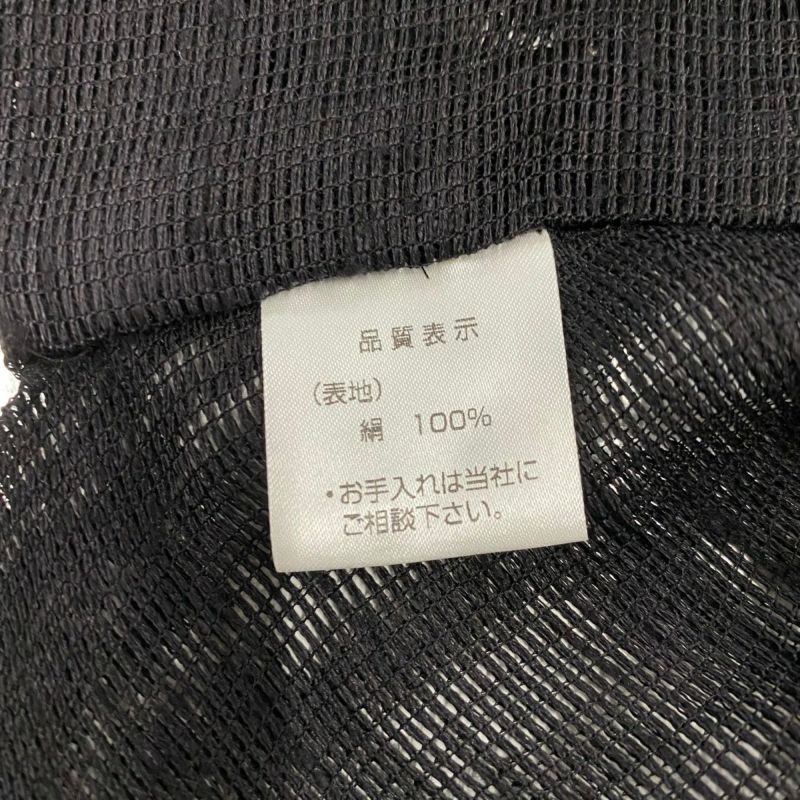 品質表示
（表地）
絹 100%
・お手入れは当社に
ご相談下さい。